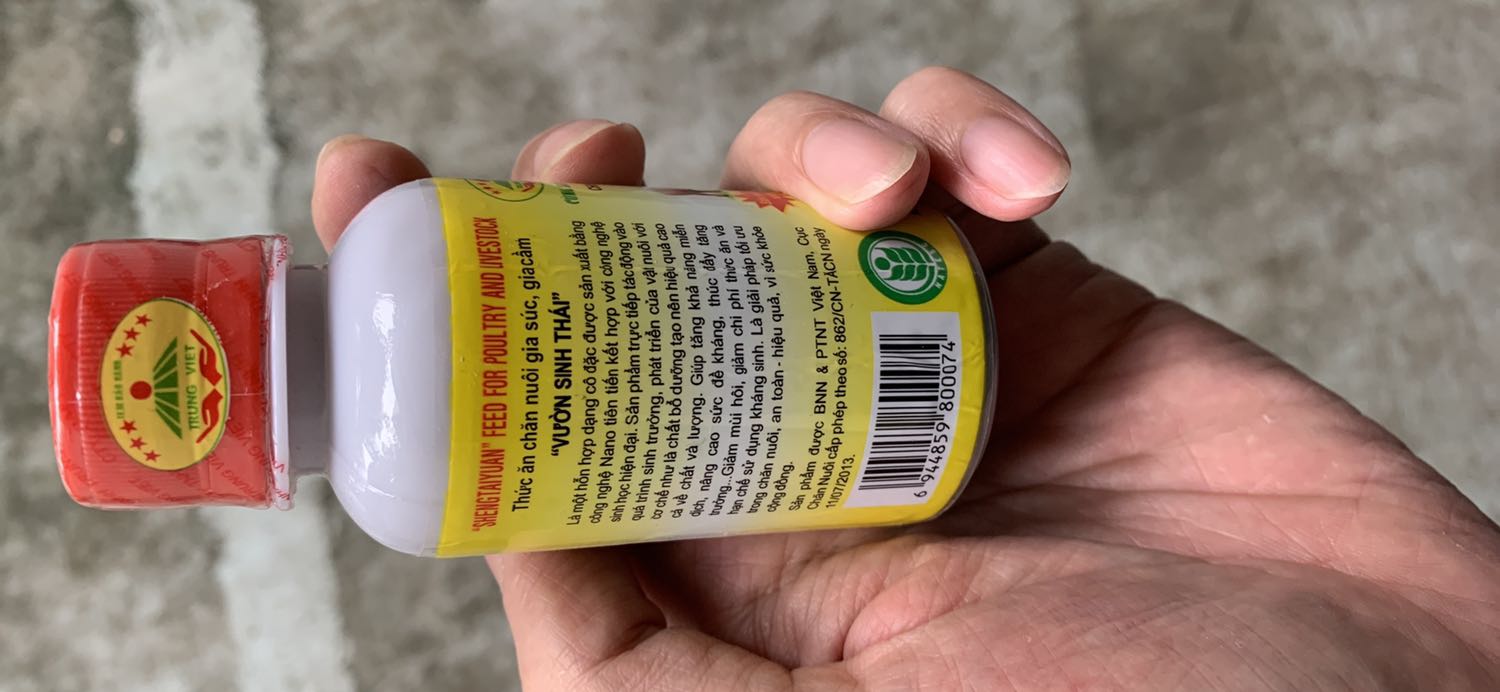 "SHENGTAIYUAN" FEED FOR POULTRY AND IVESTOCK
Thức ăn chăn nuôi gia súc, gia cầm
"VƯỜN SINH THÁI"
Là một hỗn hợp dạng cô đặc được sản xuất bằng
công nghệ Nano tiên tiến kết hợp với công nghệ
sinh học hiện đại. Sản phẩm trực tiếp tác động vào
quá trình sinh trưởng, phát triển của vật nuôi với
cơ chế như là chất bổ dưỡng tạo nên hiệu quả cao
cả về chất và lượng. Giúp tăng khả năng miễn
dịch, nâng cao sức đề kháng, thúc đẩy tăng
trưởng...Giảm mùi hôi, giảm chi phí thức ăn và
hạn chế sử dụng kháng sinh. Là giải pháp tối ưu
trong chăn nuôi, an toàn - hiệu quả, vì sức khỏe
cộng đồng.
Sản phẩm được BNN & PTNT Việt Nam, Cục
Chăn Nuôi cấp phép theo số: 862/CN-TĂCN ngày
11/07/2013.
6 944859 800074
TEM BẢO HÀNH
TRUNG VIET